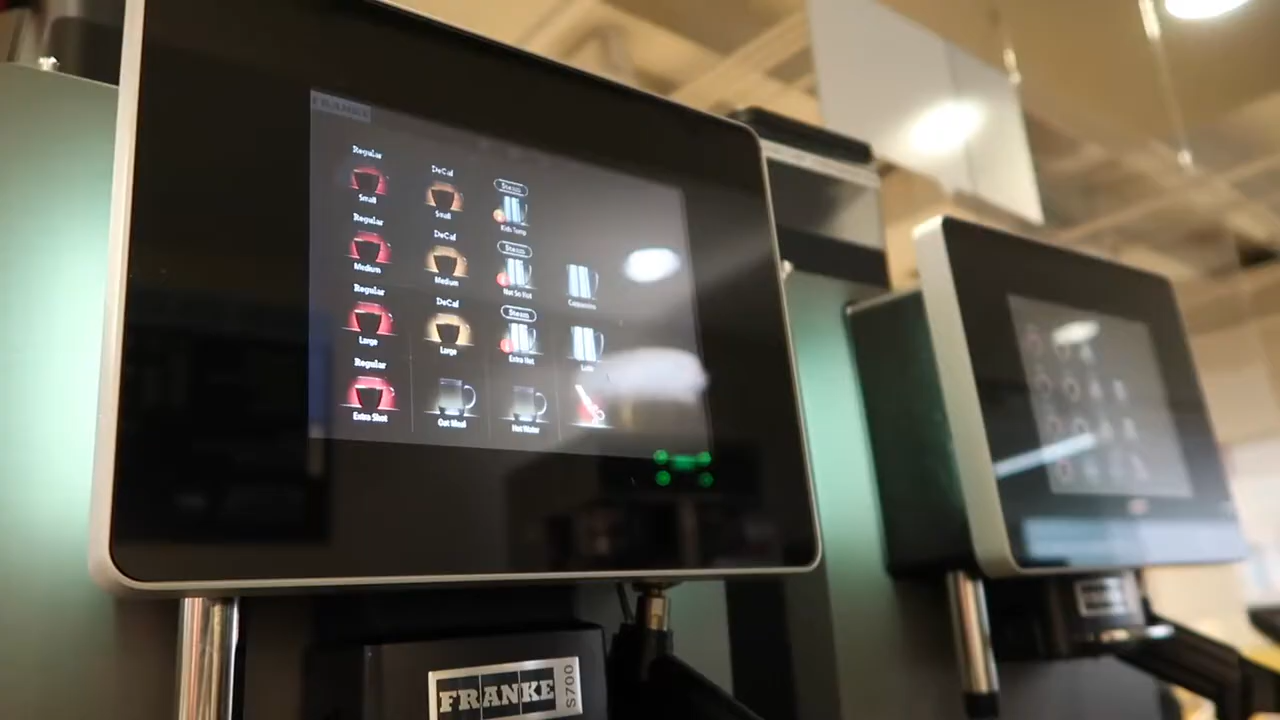 FRANKE
Regular
Small
DeCaf
Small
Steam
Kids Temp
Regular
Medium
DeCaf
Medium
Steam
Not So Hot
Cappuccino
Regular
Large
DeCaf
Large
Steam
Extra Hot
Latte
Regular
Extra Shot
Oat Meal
Hot Water
FRANKE S700